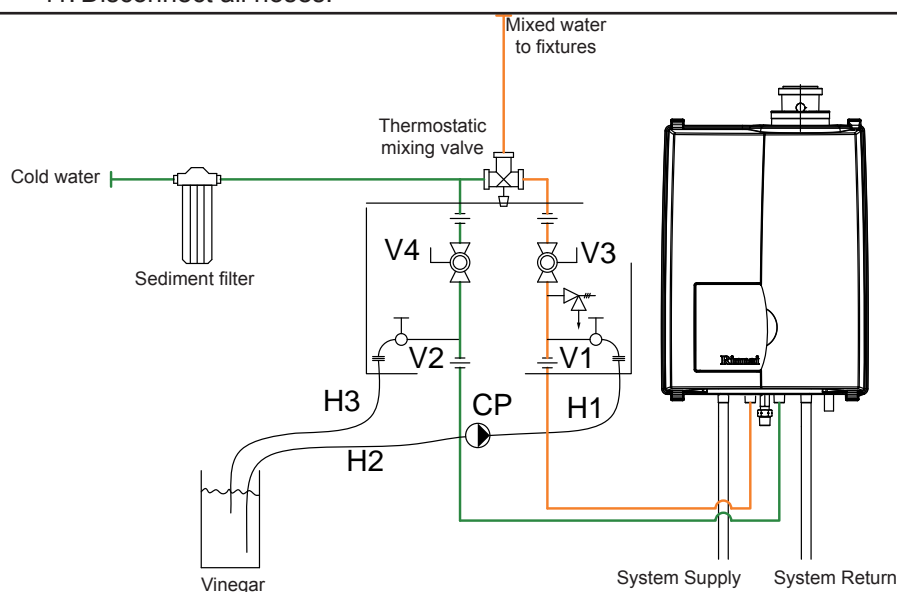 Disconnect all hoses.
Mixed water
to fixtures
Thermostatic
mixing valve
Cold water
Sediment filter
V4
V3
V2
V1
H3
CP
H1
H2
Rinnai
Vinegar
System Supply
System Return